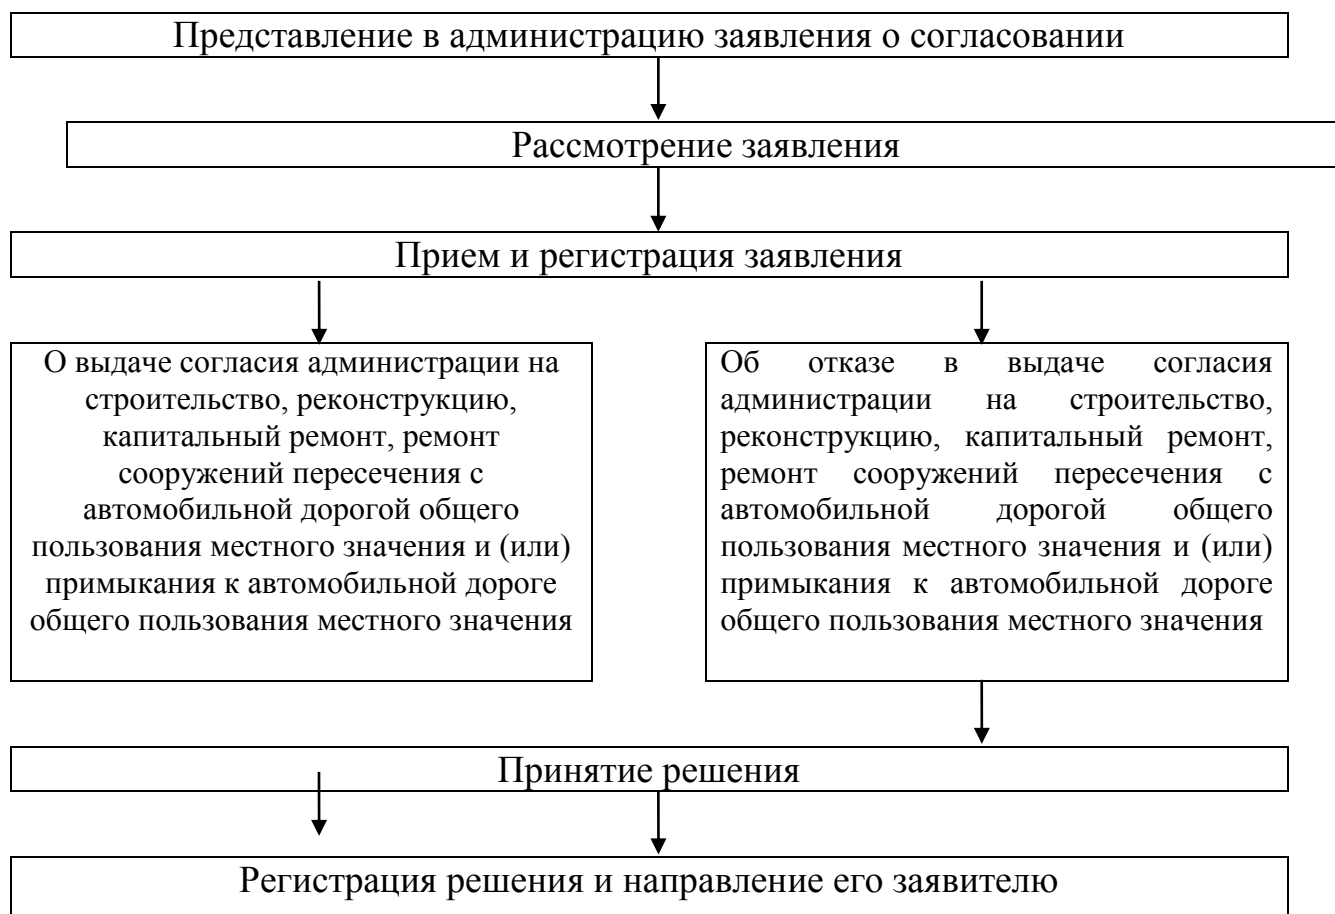 Представление в администрацию заявления о согласовании
Рассмотрение заявления
Прием и регистрация заявления
О выдаче согласия администрации на
строительство, реконструкцию,
капитальный ремонт, ремонт
сооружений пересечения с
автомобильной дорогой общего
пользования местного значения и (или)
примыкания к автомобильной дороге
общего пользования местного значения
Об отказе в выдаче согласия
администрации на строительство,
реконструкцию, капитальный ремонт,
ремонт сооружений пересечения с
автомобильной дорогой общего
пользования местного значения и (или)
примыкания к автомобильной дороге
общего пользования местного значения
Принятие решения
Регистрация решения и направление его заявителю